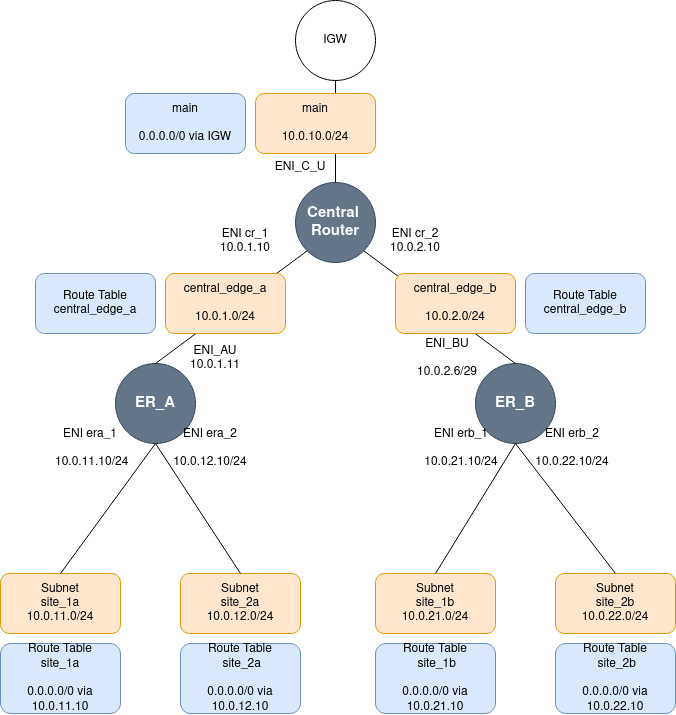 IGW
main
0.0.0.0/0 via IGW
main
10.0.10.0/24
ENI_C_U
Central
Router
ENI cr_1
10.0.1.10
ENI cr_2
10.0.2.10
Route Table
central_edge_a
central_edge_a
10.0.1.0/24
central_edge_b
10.0.2.0/24
Route Table
central_edge_b
ENI_AU
10.0.1.11
ENI_BU
10.0.2.6/29
ER_A
ER_B
ENI era_1
10.0.11.10/24
ENI era_2
10.0.12.10/24
ENI erb_1
10.0.21.10/24
ENI erb_2
10.0.22.10/24
Subnet
site_1a
10.0.11.0/24
Subnet
site_2a
10.0.12.0/24
Subnet
site_1b
10.0.21.0/24
Subnet
site_2b
10.0.22.0/24
Route Table
site_1a
0.0.0.0/0 via
10.0.11.10
Route Table
site_2a
0.0.0.0/0 via
10.0.12.10
Route Table
site_1b
0.0.0.0/0 via
10.0.21.10
Route Table
site_2b
0.0.0.0/0 via
10.0.22.10